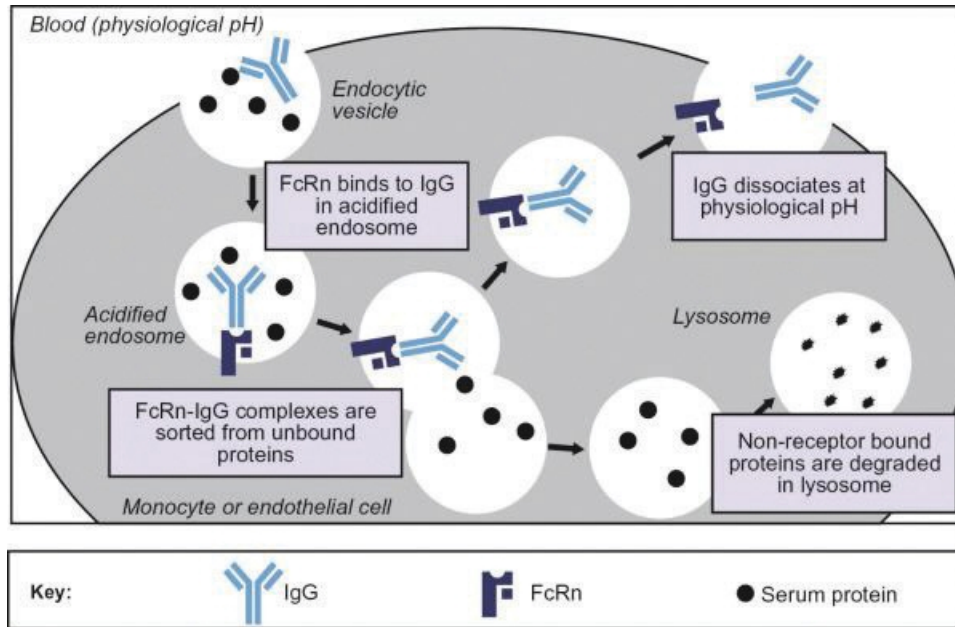 Blood (physiological pH)
Endocytic
vesicle
FcRn binds to IgG
in acidified
endosome
IgG dissociates at
physiological pH
Acidified
endosome
Lysosome
FcRn-IgG complexes are
sorted from unbound
proteins
Non-receptor bound
proteins are degraded
in lysosome
Monocyte or endothelial cell
Key:
IgG
FcRn
Serum protein